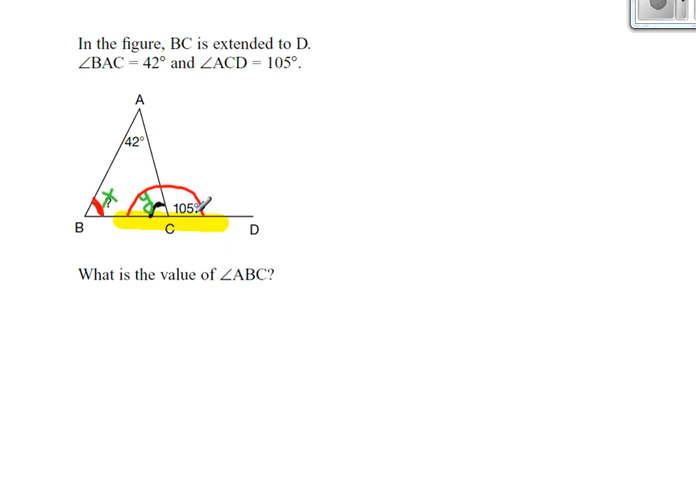 In the figure, BC is extended to D.
∠BAC = 42° and ∠ACD = 105°.
A
42°
x
?
y
105°
B
C
D
What is the value of ∠ABC?